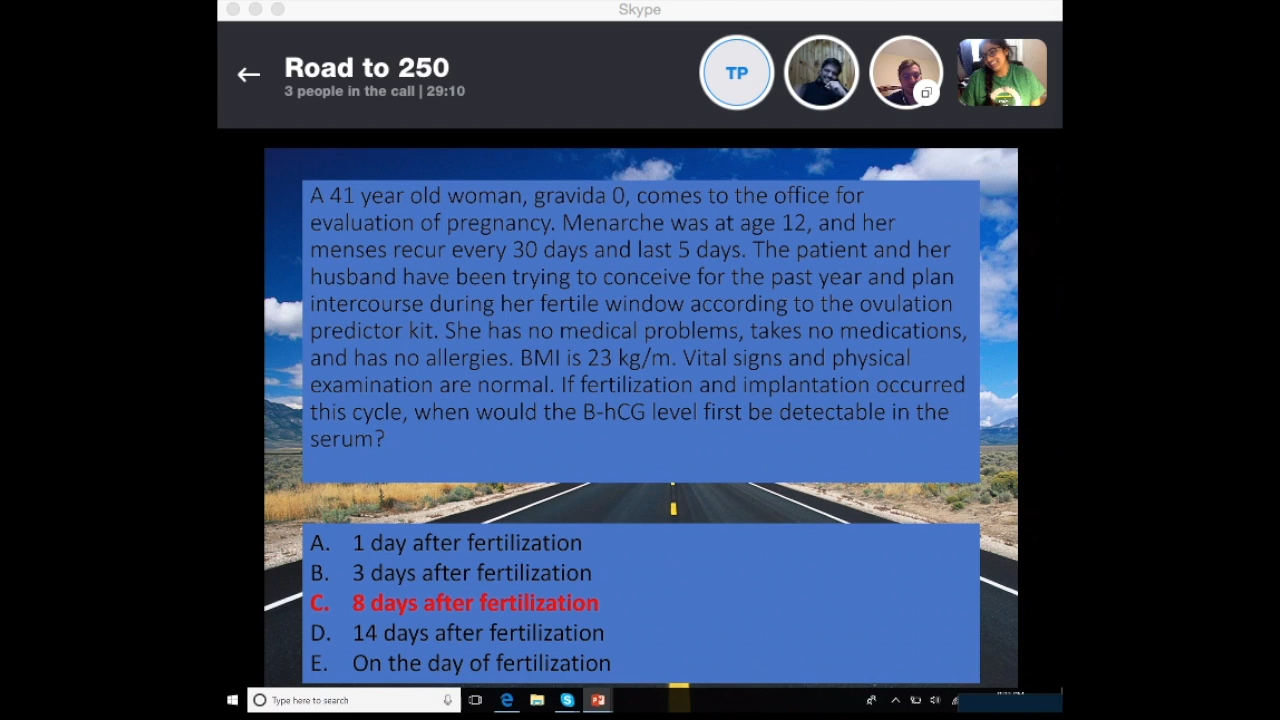 Skype
Road to 250
3 people in the call | 29:10
TP
A 41 year old woman, gravida 0, comes to the office for
evaluation of pregnancy. Menarche was at age 12, and her
menses recur every 30 days and last 5 days. The patient and her
husband have been trying to conceive for the past year and plan
intercourse during her fertile window according to the ovulation
predictor kit. She has no medical problems, takes no medications,
and has no allergies. BMI is 23 kg/m. Vital signs and physical
examination are normal. If fertilization and implantation occurred
this cycle, when would the B-hCG level first be detectable in the
serum?
A. 1 day after fertilization
B. 3 days after fertilization
C. 8 days after fertilization
D. 14 days after fertilization
E. On the day of fertilization
Type here to search